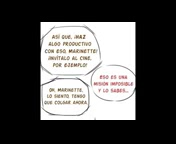 ASÍ QUE, ¡HAZ
ALGO PRODUCTIVO
CON ESO, MARINETTE!
¡INVÍTALO AL CINE,
POR EJEMPLO!
ESO ES UNA
MISIÓN IMPOSIBLE
Y LO SABES...
OH, MARINETTE,
LO SIENTO, TENGO
QUE COLGAR AHORA.